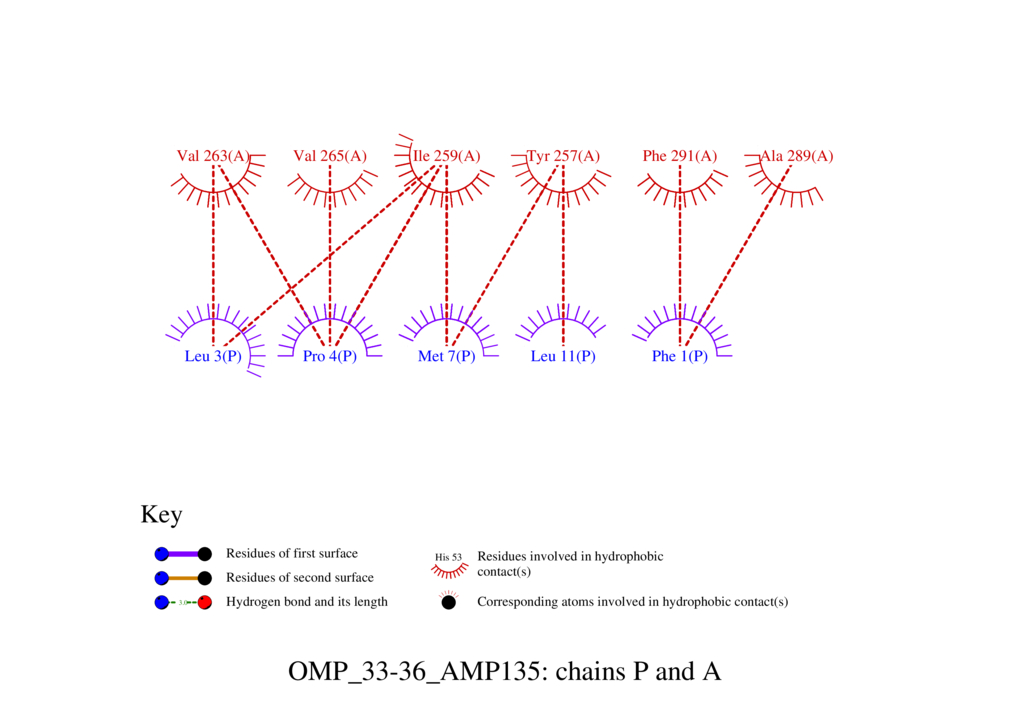 Val 263(A) Val 265(A) Ile 259(A) Tyr 257(A) Phe 291(A) Ala 289(A)
Leu 3(P) Pro 4(P) Met 7(P) Leu 11(P) Phe 1(P)
Key
Residues of first surface
Residues of second surface
3.0 Hydrogen bond and its length
His 53 Residues involved in hydrophobic
contact(s)
Corresponding atoms involved in hydrophobic contact(s)
OMP_33-36_AMP135: chains P and A